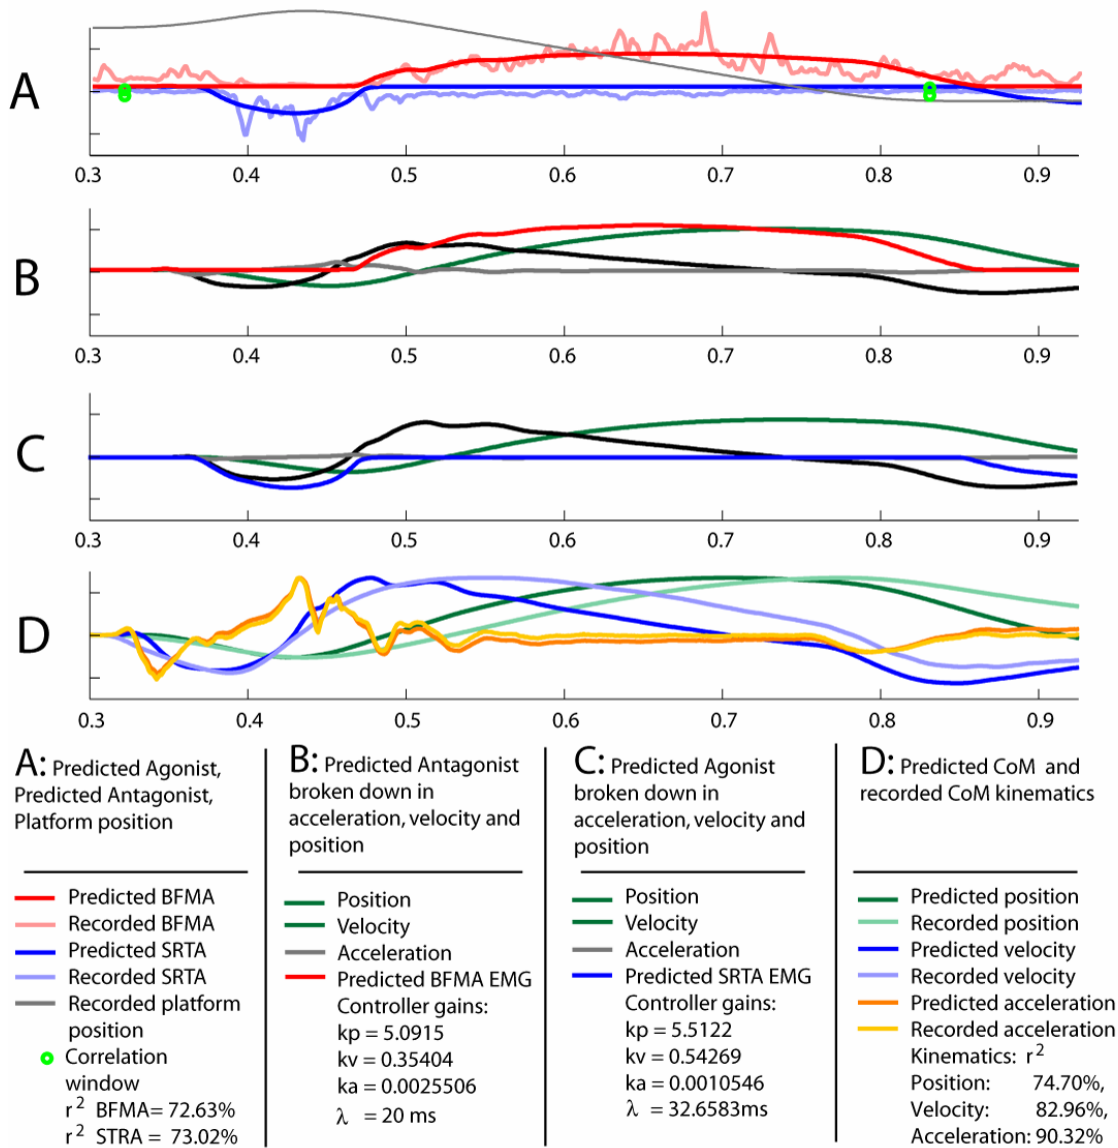 A
0.3 0.4 0.5 0.6 0.7 0.8 0.9
B
0.3 0.4 0.5 0.6 0.7 0.8 0.9
C
0.3 0.4 0.5 0.6 0.7 0.8 0.9
D
0.3 0.4 0.5 0.6 0.7 0.8 0.9
A: Predicted Agonist,
Predicted Antagonist,
Platform position
Predicted BFMA
Recorded BFMA
Predicted SRTA
Recorded SRTA
Recorded platform
position
Correlation
window
r² BFMA= 72.63%
r² STRA = 73.02%
B: Predicted Antagonist
broken down in
acceleration, velocity and
position
Position
Velocity
Acceleration
Predicted BFMA EMG
Controller gains:
kp = 5.0915
kv = 0.35404
ka = 0.0025506
λ = 20 ms
C: Predicted Agonist
broken down in
acceleration, velocity and
position
Position
Velocity
Acceleration
Predicted SRTA EMG
Controller gains:
kp = 5.5122
kv = 0.54269
ka = 0.0010546
λ = 32.6583ms
D: Predicted CoM and
recorded CoM kinematics
Predicted position
Recorded position
Predicted velocity
Recorded velocity
Predicted acceleration
Recorded acceleration
Kinematics: r²
Position: 74.70%,
Velocity: 82.96%,
Acceleration: 90.32%